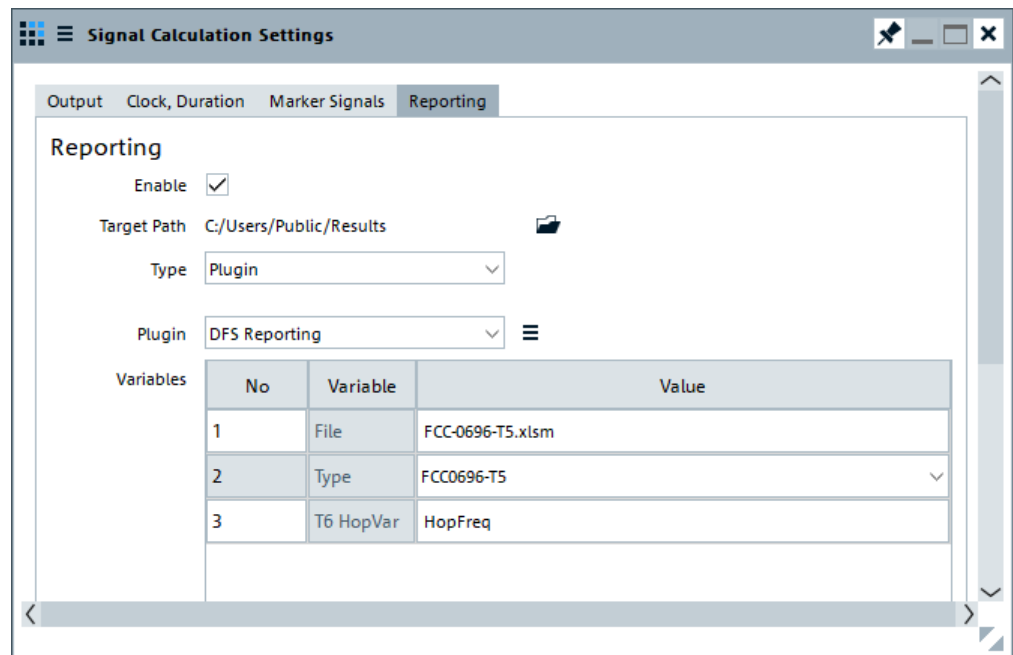 Signal Calculation Settings
Output Clock, Duration Marker Signals Reporting
Reporting
Enable
Target Path C:/Users/Public/Results
Type Plugin
Plugin DFS Reporting
Variables No Variable Value
1 File FCC-0696-T5.xlsm
2 Type FCC0696-T5
3 T6 HopVar HopFreq